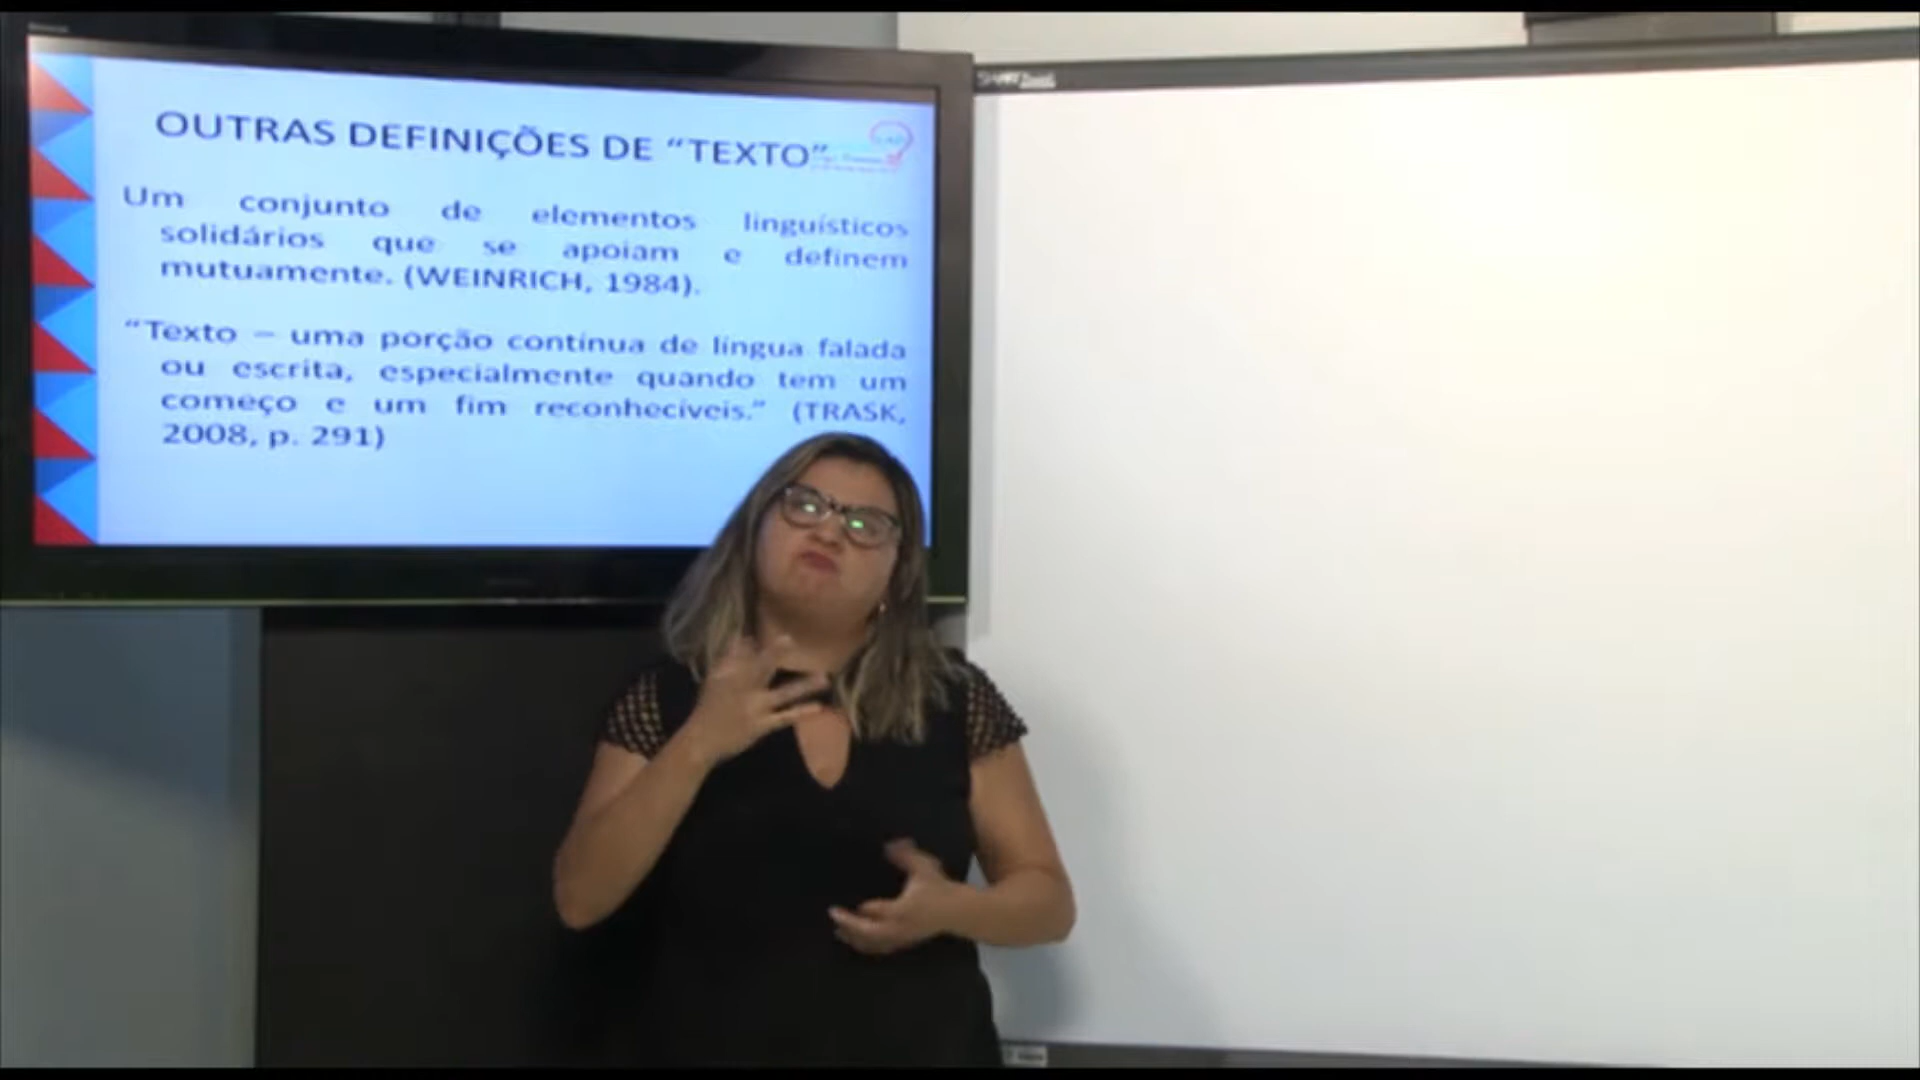 OUTRAS DEFINIÇÕES DE “TEXTO”
Um conjunto de elementos linguísticos
solidários que se apoiam e definem
mutuamente. (WEINRICH, 1984).
“Texto – uma porção contínua de língua falada
ou escrita, especialmente quando tem um
começo e um fim reconhecíveis.” (TRASK,
2008, p. 291)